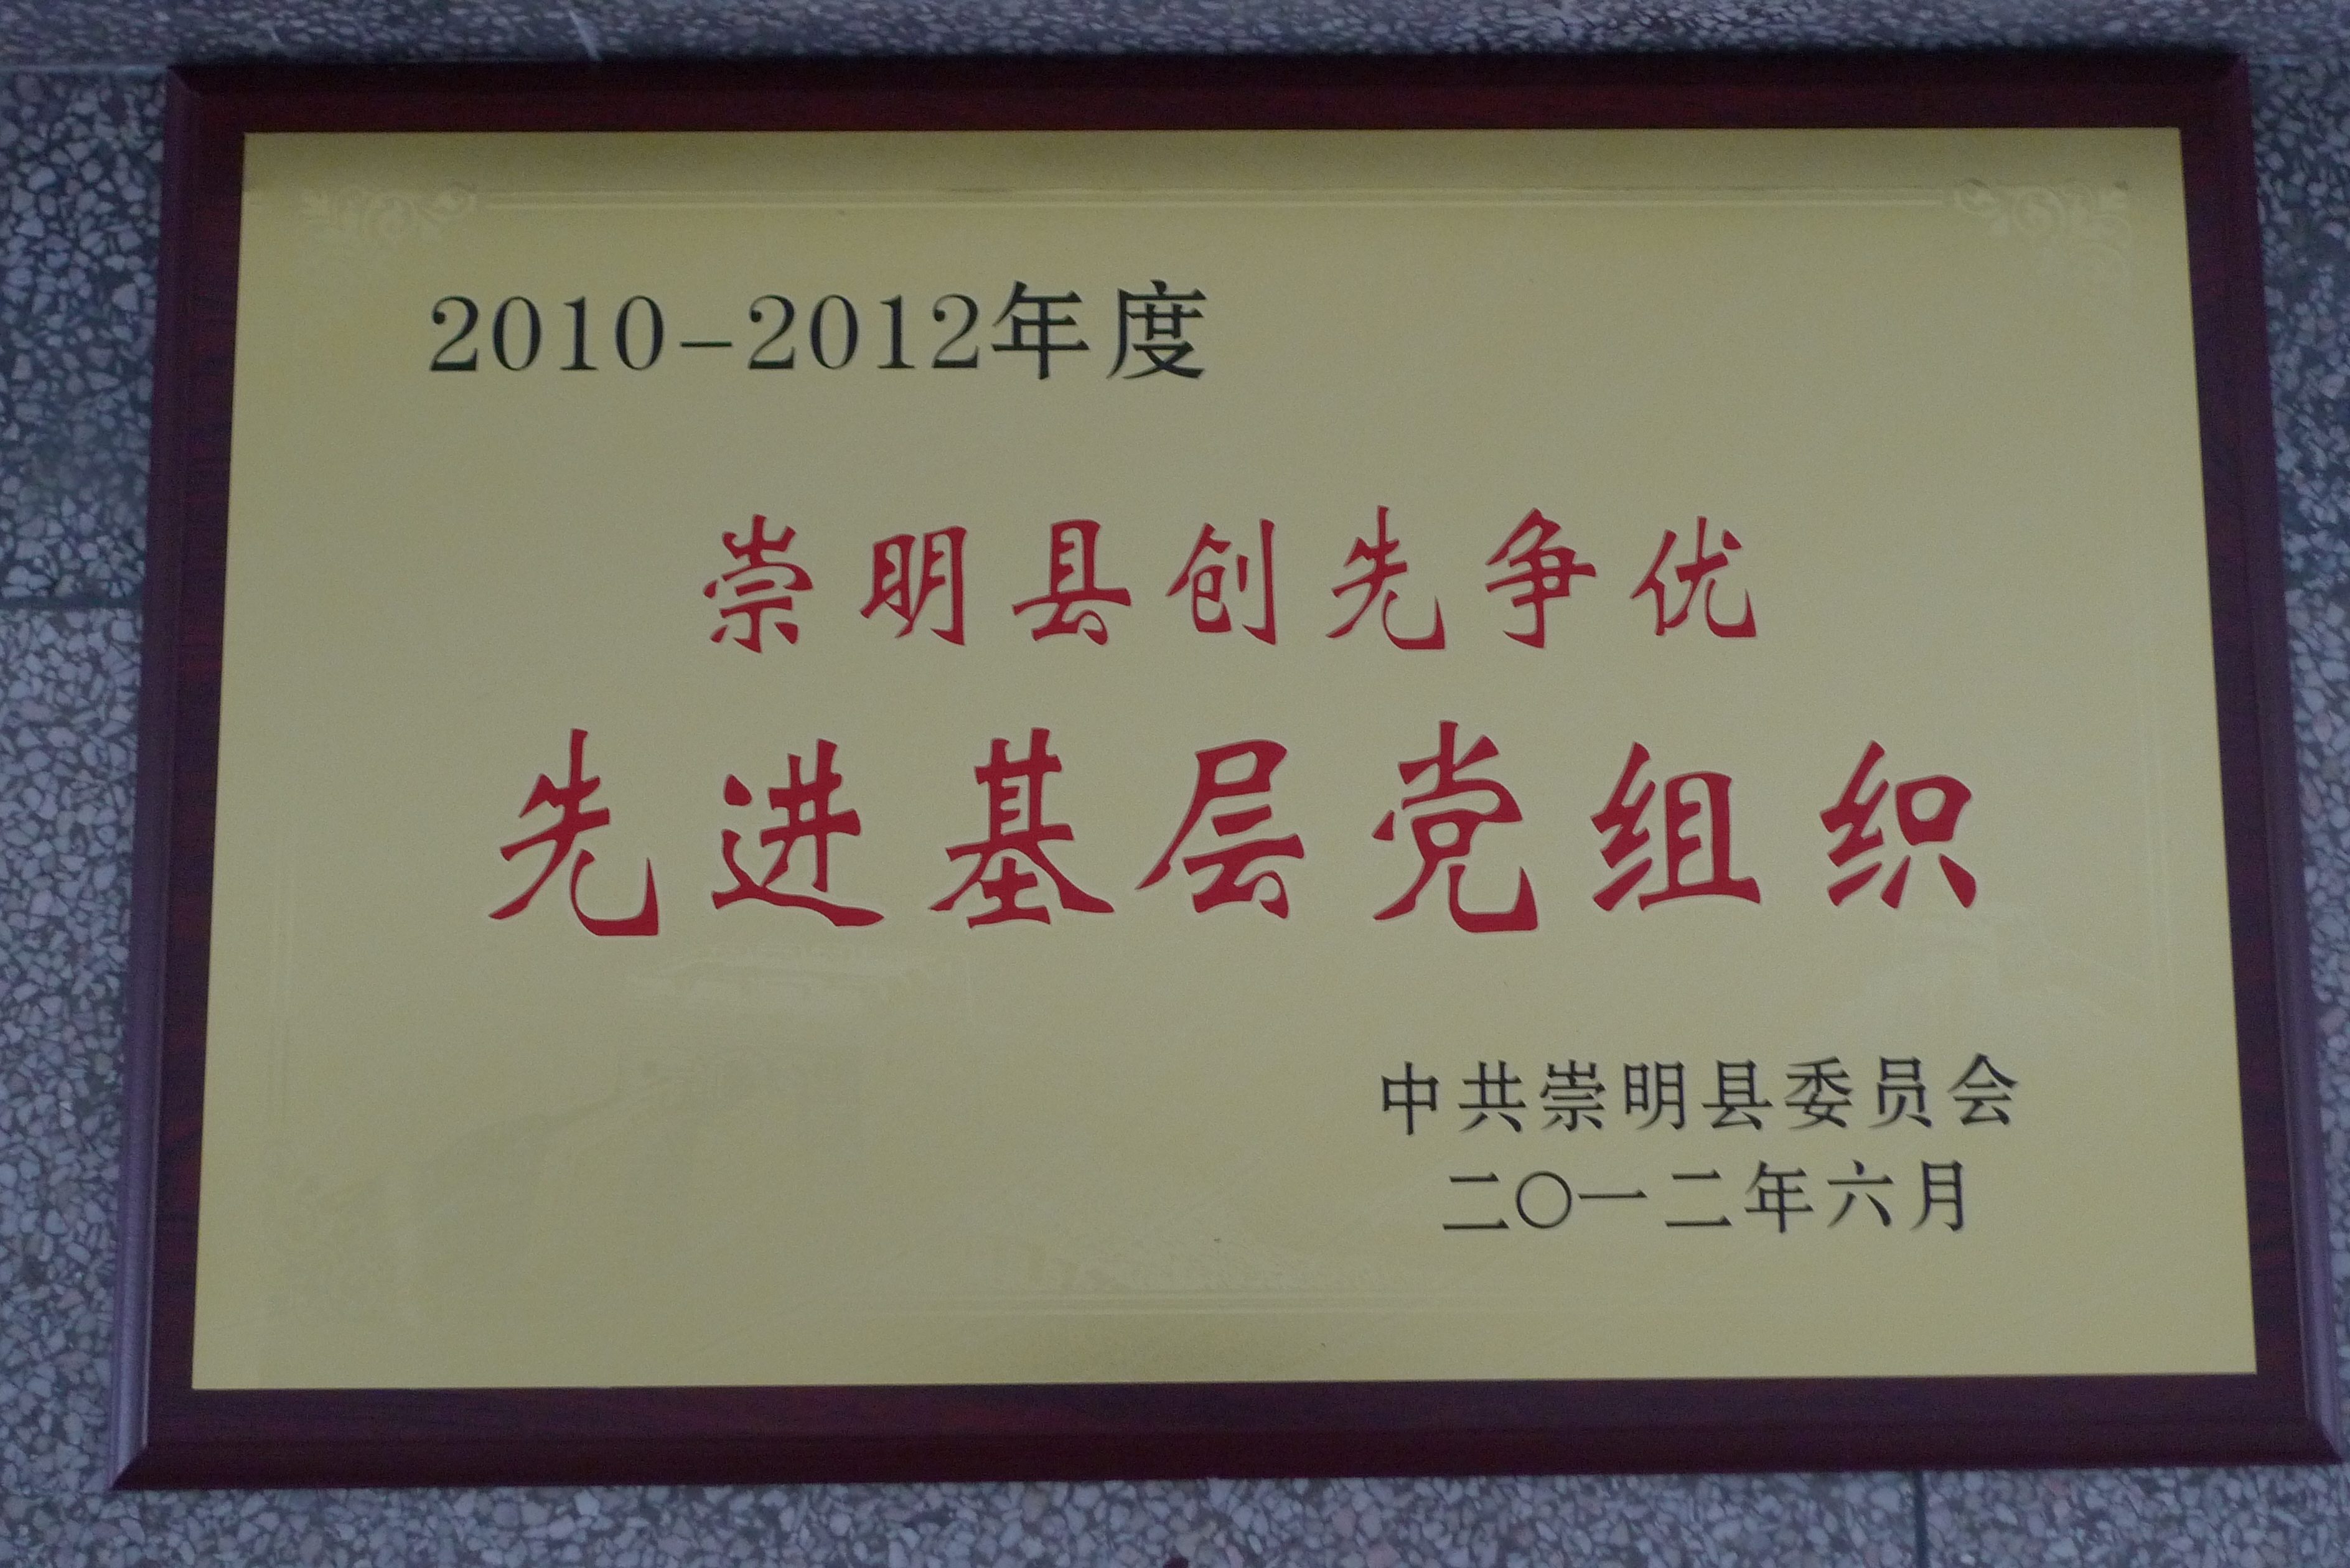 2010-2012年度
崇明县创先争优
先进基层党组织
中共崇明县委员会
二〇一二年六月